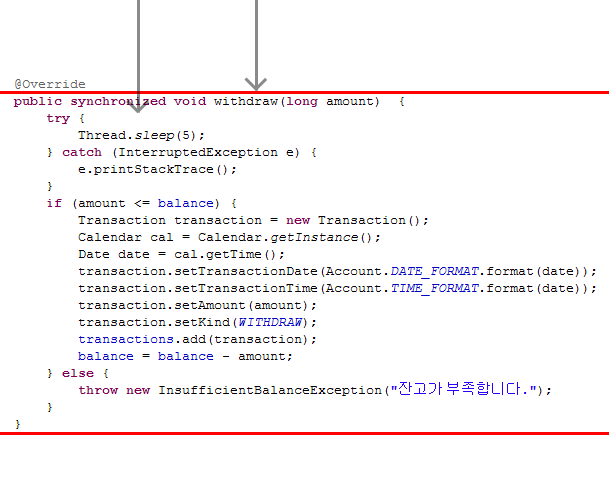 @Override
public synchronized void withdraw(long amount)  {
    try {
        Thread.sleep(5);
    } catch (InterruptedException e) {
        e.printStackTrace();
    }
    if (amount <= balance) {
        Transaction transaction = new Transaction();
        Calendar cal = Calendar.getInstance();
        Date date = cal.getTime();
        transaction.setTransactionDate(Account.DATE_FORMAT.format(date));
        transaction.setTransactionTime(Account.TIME_FORMAT.format(date));
        transaction.setAmount(amount);
        transaction.setKind(WITHDRAW);
        transactions.add(transaction);
        balance = balance - amount;
    } else {
        throw new InsufficientBalanceException("잔고가 부족합니다.");
    }
}